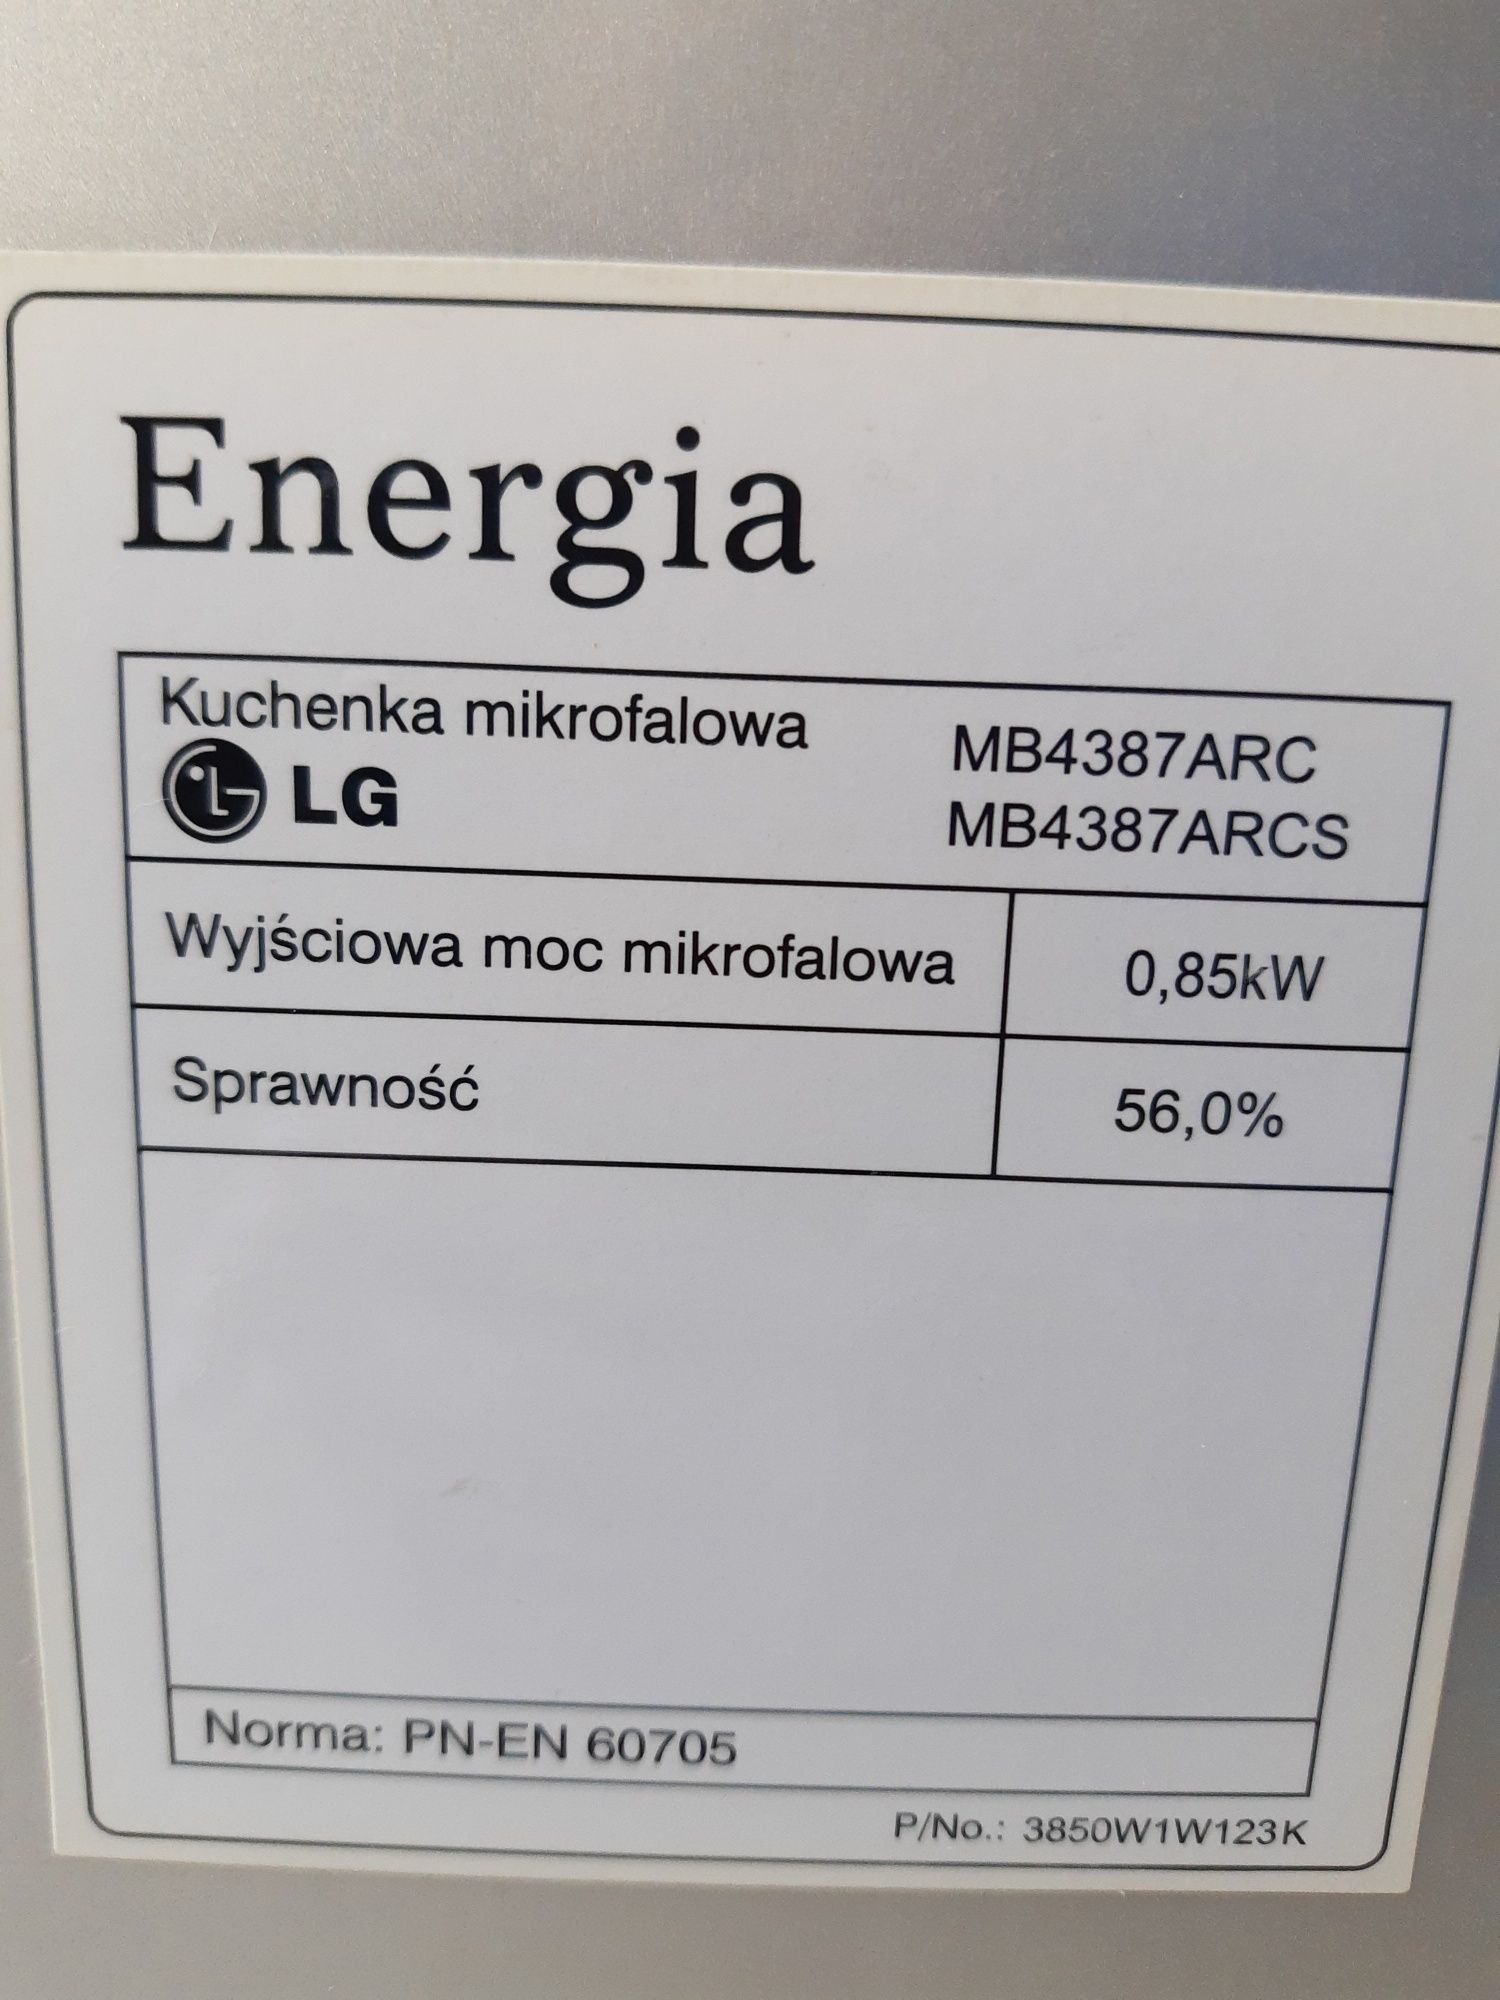 Energia
Kuchenka mikrofalowa
LG
MB4387ARC
MB4387ARCS
Wyjściowa moc mikrofalowa 0,85kW
Sprawność 56,0%
Norma: PN-EN 60705
P/No.: 3850W1W123K